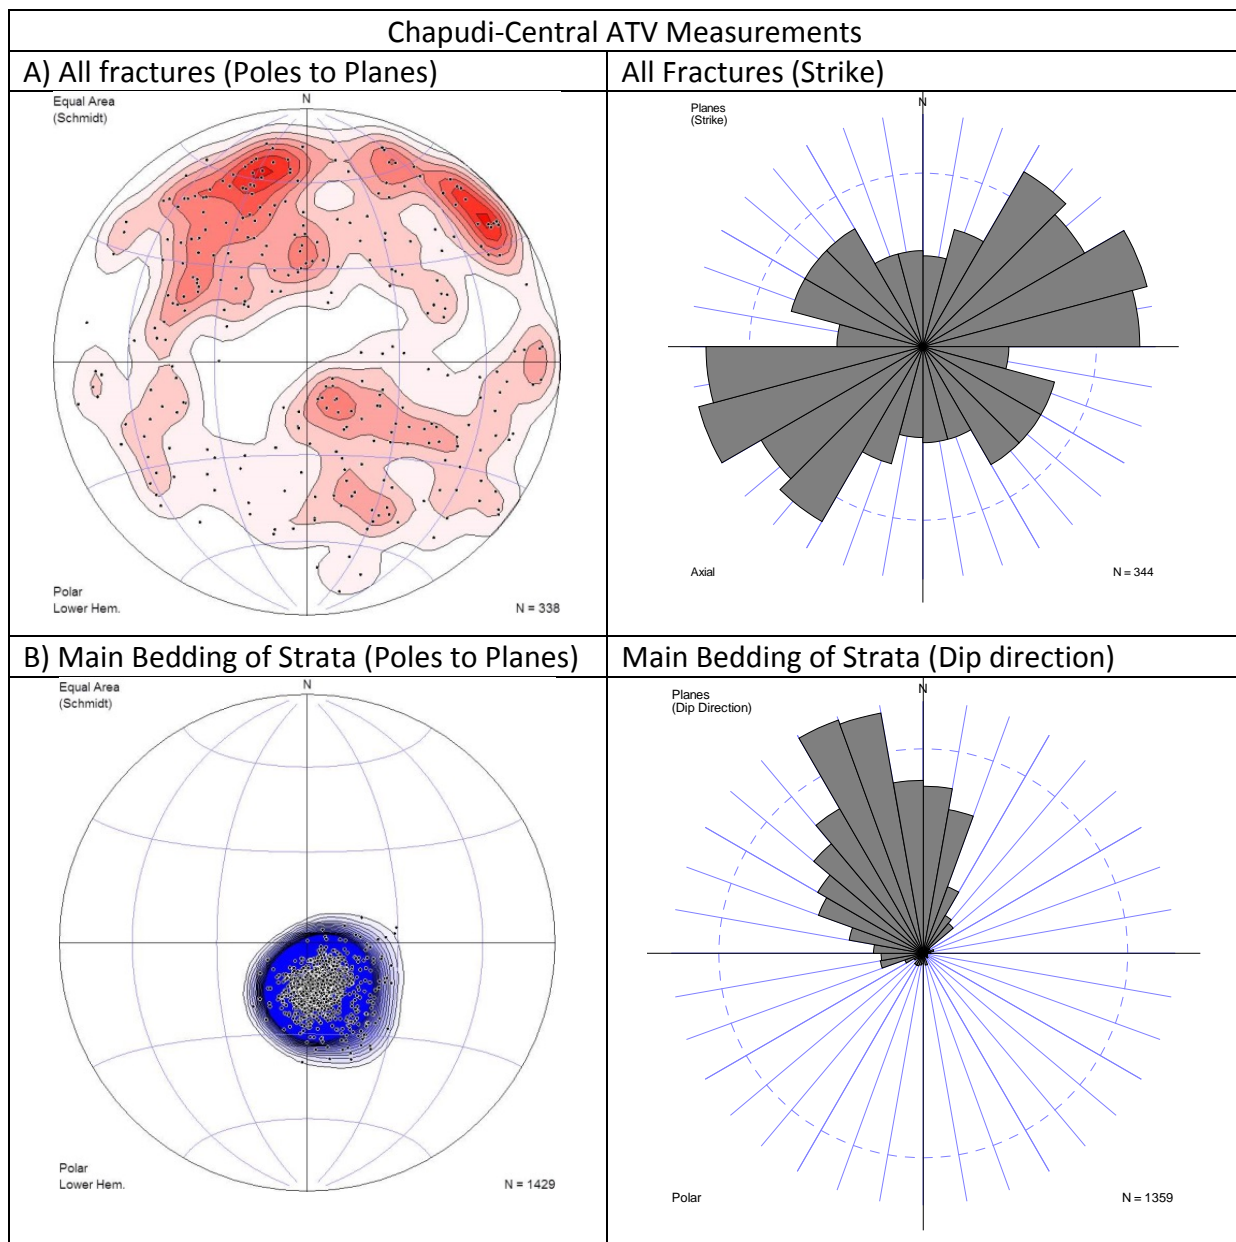 Chapudi-Central ATV Measurements
A) All fractures (Poles to Planes)
All Fractures (Strike)
Equal Area
(Schmidt)
N
Polar
Lower Hem.
N = 338
Planes
(Strike)
N
Axial
N = 344
B) Main Bedding of Strata (Poles to Planes)
Main Bedding of Strata (Dip direction)
Equal Area
(Schmidt)
N
Polar
Lower Hem.
N = 1429
Planes
(Dip Direction)
N
Polar
N = 1359